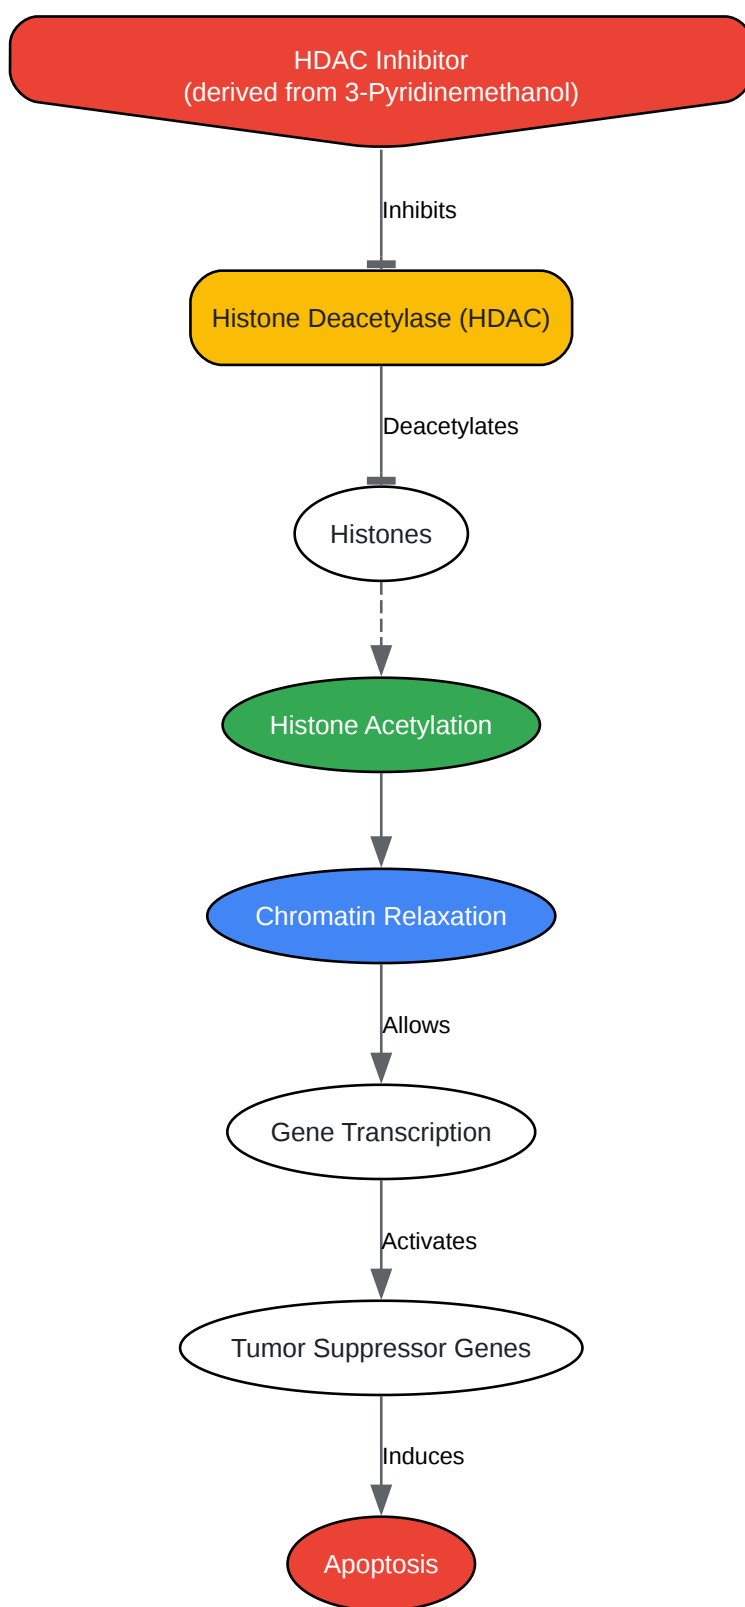 HDAC Inhibitor
(derived from 3-Pyridinemethanol)
Inhibits
Histone Deacetylase (HDAC)
Deacetylates
Histones
Histone Acetylation
Chromatin Relaxation
Allows
Gene Transcription
Activates
Tumor Suppressor Genes
Induces
Apoptosis